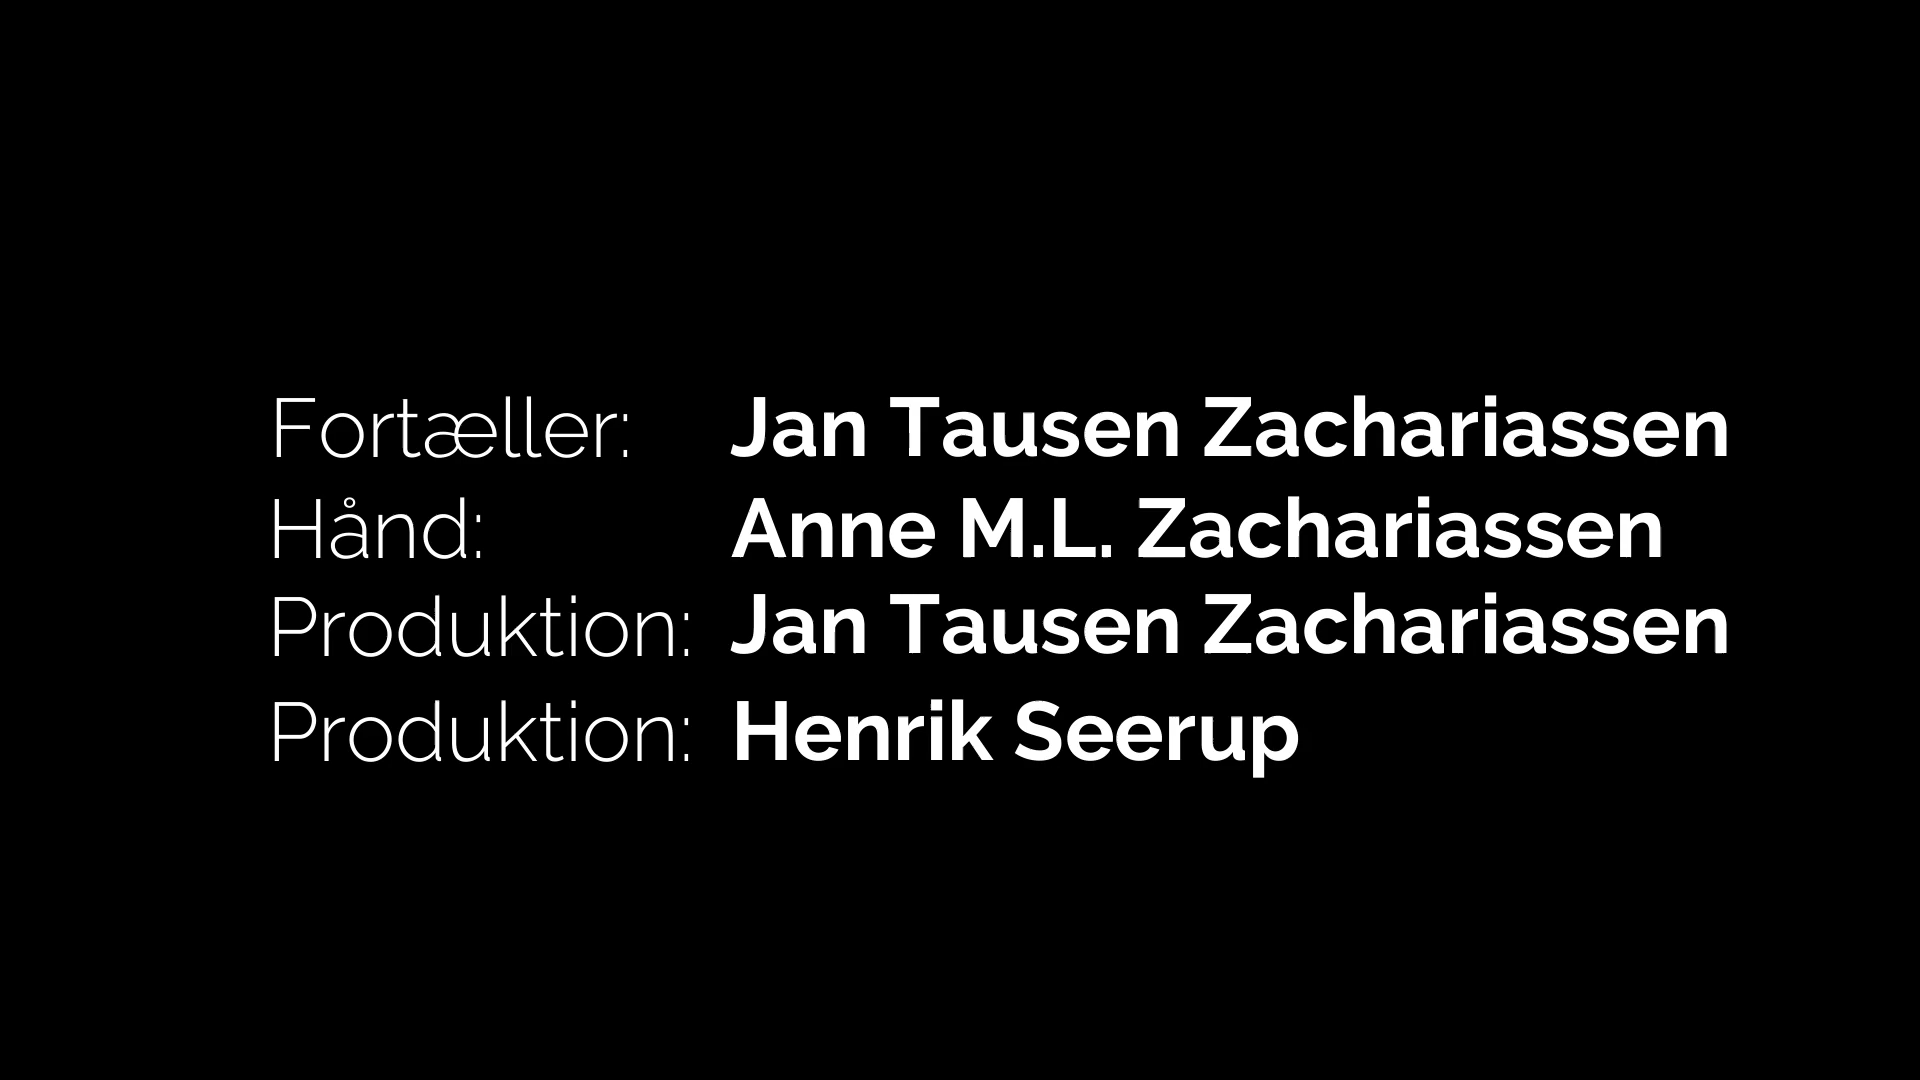 Fortæller: Jan Tausen Zachariassen
Hånd: Anne M.L. Zachariassen
Produktion: Jan Tausen Zachariassen
Produktion: Henrik Seerup